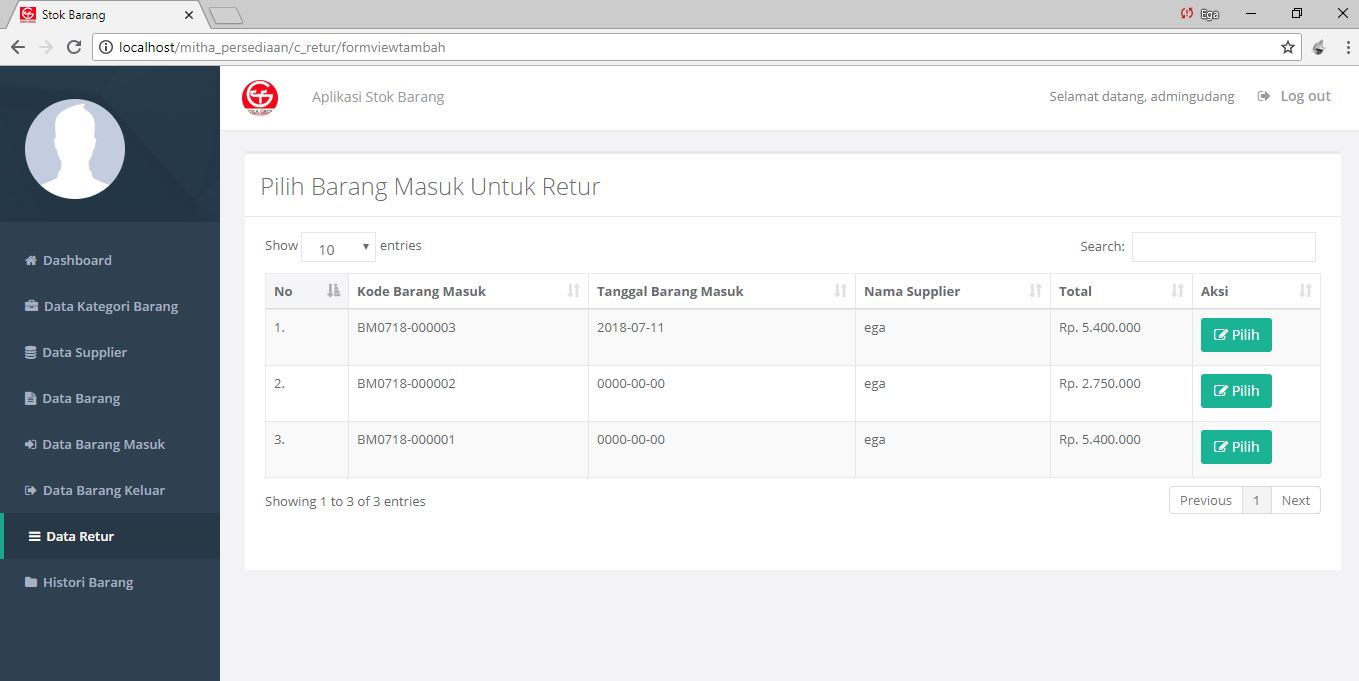 Stok Barang
Ega
localhost/mitha_persediaan/c_retur/formviewtambah
Aplikasi Stok Barang
Selamat datang, admingudang
Log out
Dashboard
Data Kategori Barang
Data Supplier
Data Barang
Data Barang Masuk
Data Barang Keluar
Data Retur
Histori Barang
Pilih Barang Masuk Untuk Retur
Show 10 entries
Search:
No Kode Barang Masuk Tanggal Barang Masuk Nama Supplier Total Aksi
1. BM0718-000003 2018-07-11 ega Rp. 5.400.000 Pilih
2. BM0718-000002 0000-00-00 ega Rp. 2.750.000 Pilih
3. BM0718-000001 0000-00-00 ega Rp. 5.400.000 Pilih
Showing 1 to 3 of 3 entries
Previous 1 Next